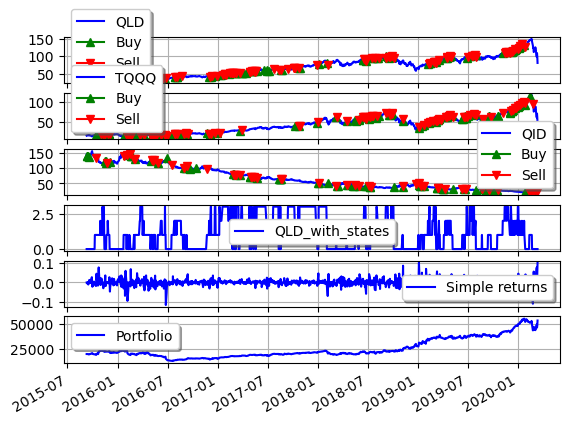 QLD
Buy
Sell
150
100
50
TQQQ
Buy
Sell
100
50
QID
Buy
Sell
150
100
50
2.5
0.0
QLD_with_states
0.1
0.0
−0.1
Simple returns
50000
25000
Portfolio
2015-07
2016-01
2016-07
2017-01
2017-07
2018-01
2018-07
2019-01
2019-07
2020-01